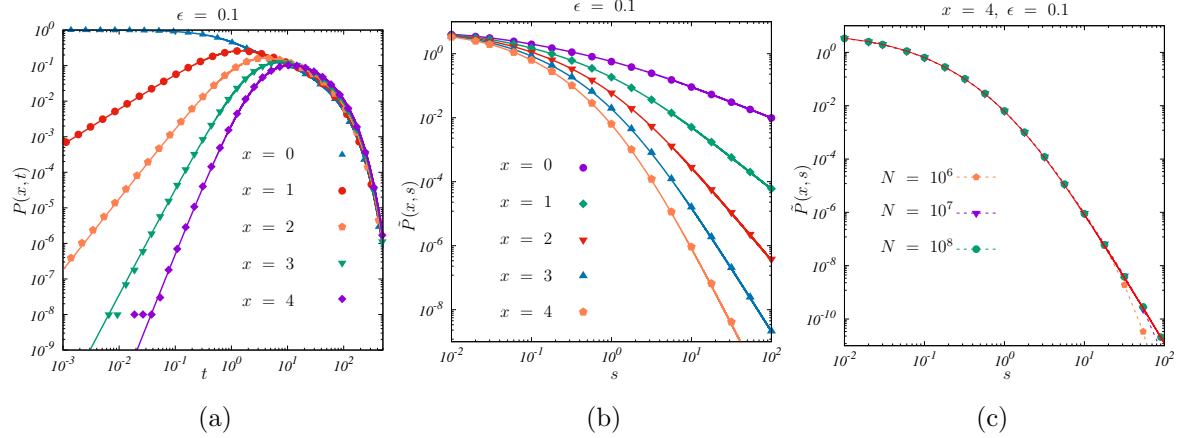 ϵ = 0.1
P(x, t)
10^0
10^-1
10^-2
10^-3
10^-4
10^-5
10^-6
10^-7
10^-8
10^-9
x = 0
x = 1
x = 2
x = 3
x = 4
10^-3 10^-2 10^-1 10^0 10^1 10^2
t
(a)
ϵ = 0.1
P̃(x, s)
10^0
10^-2
10^-4
10^-6
10^-8
x = 0
x = 1
x = 2
x = 3
x = 4
10^-2 10^-1 10^0 10^1 10^2
s
(b)
x = 4, ϵ = 0.1
P̃(x, s)
10^0
10^-2
10^-4
10^-6
10^-8
10^-10
N = 10^6
N = 10^7
N = 10^8
10^-2 10^-1 10^0 10^1 10^2
s
(c)